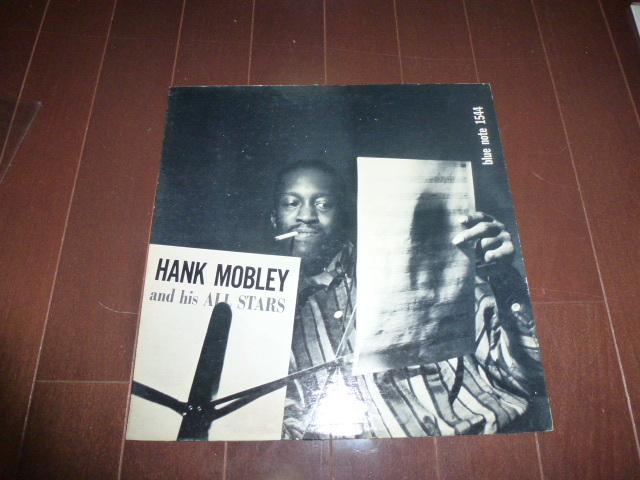 blue note 1544
HANK MOBLEY
and his ALL STARS